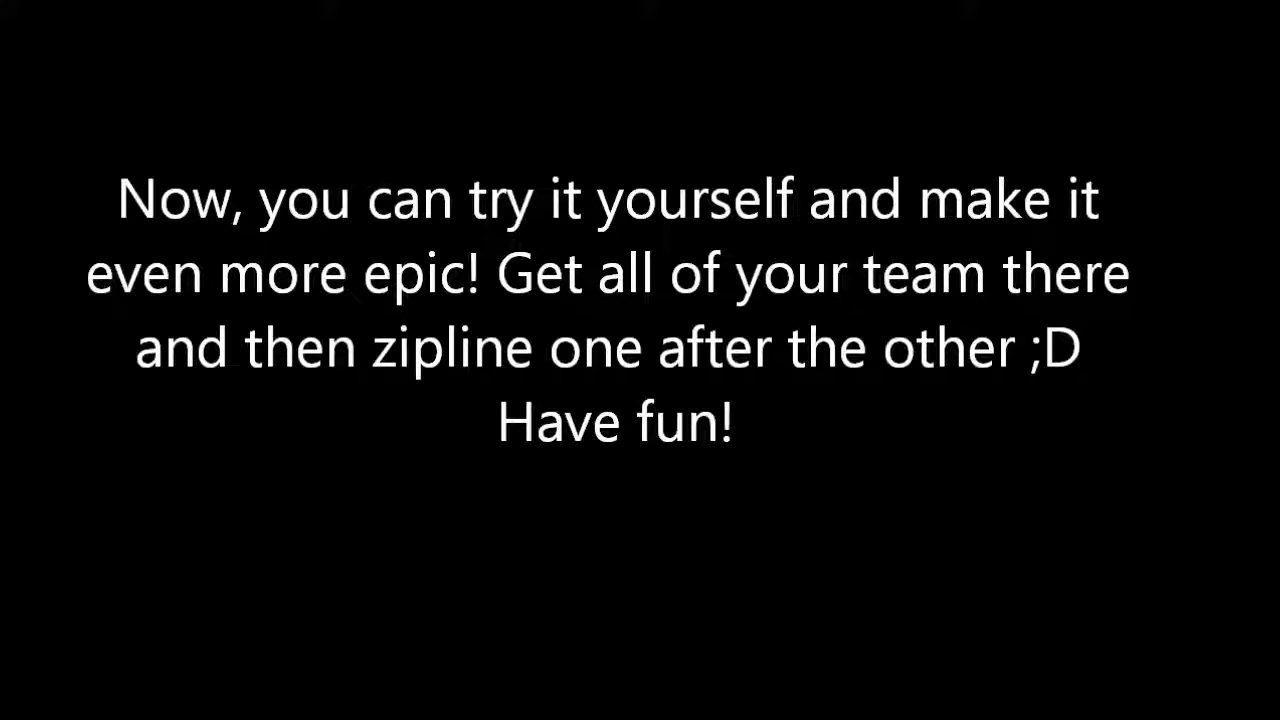 Now, you can try it yourself and make it
even more epic! Get all of your team there
and then zipline one after the other ;D
Have fun!